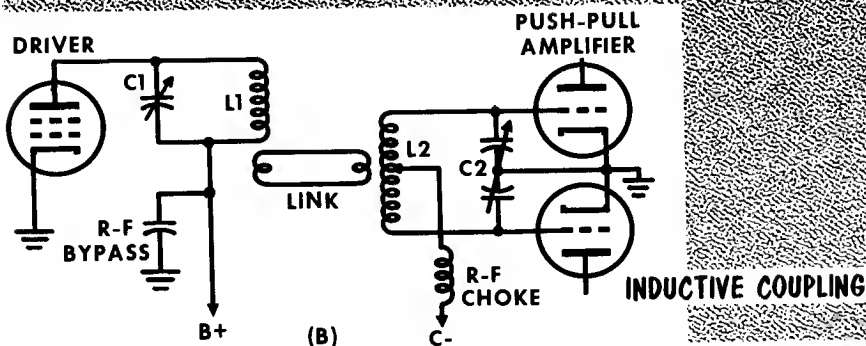 DRIVER
PUSH-PULL
AMPLIFIER
C1
L1
L2
C2
LINK
R-F
BYPASS
R-F
CHOKE
INDUCTIVE COUPLING
B+
(B)
C-